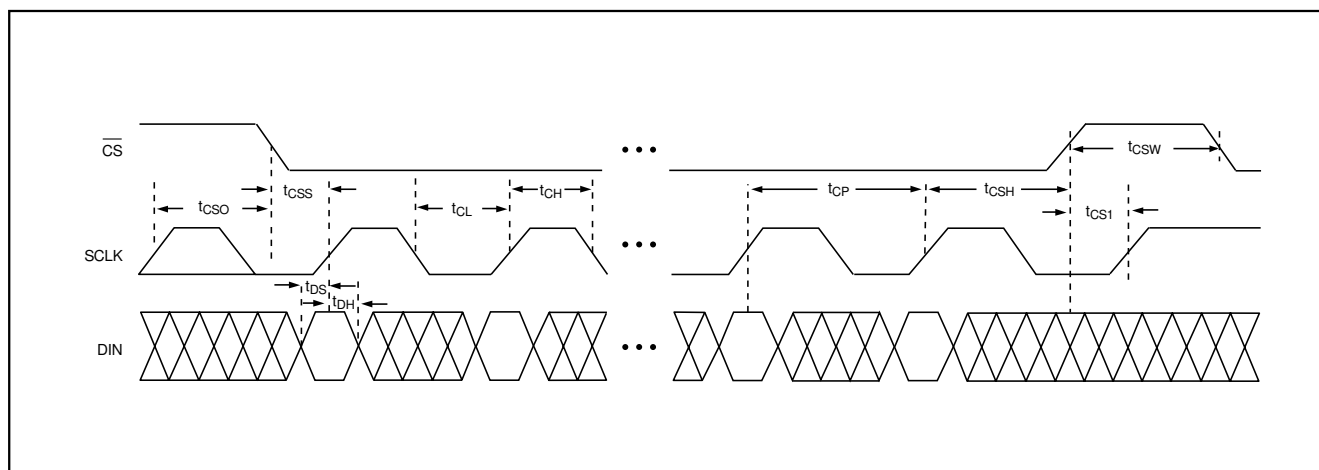 CS
tCSW
tCSS
tCH
tCP
tCSH
tCSO
tCL
tCS1
SCLK
tDS
tDH
DIN